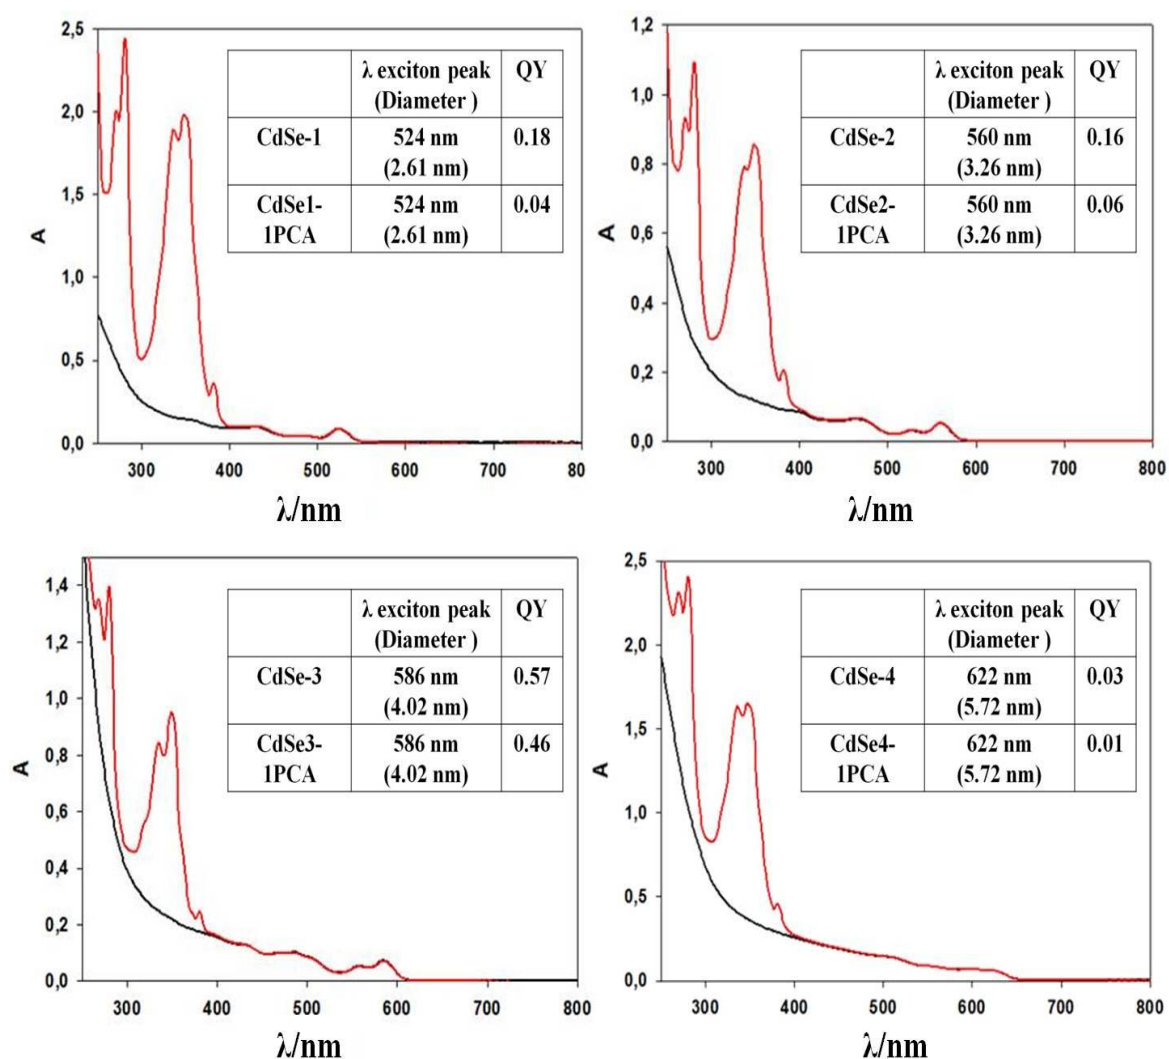 2,5
2,0
1,5
1,0
0,5
0,0
A
300 400 500 600 700 80
λ/nm
λ exciton peak QY
(Diameter )
CdSe-1 524 nm 0.18
(2.61 nm)
CdSe1- 524 nm 0.04
1PCA (2.61 nm)
1,2
1,0
0,8
0,6
0,4
0,2
0,0
A
300 400 500 600 700 800
λ/nm
λ exciton peak QY
(Diameter )
CdSe-2 560 nm 0.16
(3.26 nm)
CdSe2- 560 nm 0.06
1PCA (3.26 nm)
1,4
1,2
1,0
0,8
0,6
0,4
0,2
0,0
A
300 400 500 600 700 800
λ/nm
λ exciton peak QY
(Diameter )
CdSe-3 586 nm 0.57
(4.02 nm)
CdSe3- 586 nm 0.46
1PCA (4.02 nm)
2,5
2,0
1,5
1,0
0,5
0,0
A
300 400 500 600 700 800
λ/nm
λ exciton peak QY
(Diameter )
CdSe-4 622 nm 0.03
(5.72 nm)
CdSe4- 622 nm 0.01
1PCA (5.72 nm)